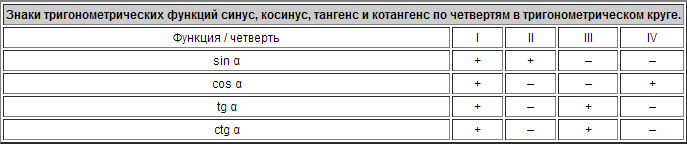 Знаки тригонометрических функций синус, косинус, тангенс и котангенс по четвертям в тригонометрическом круге.
Функция / четверть I II III IV
sin α + + – –
cos α + – – +
tg α + – + –
ctg α + – + –